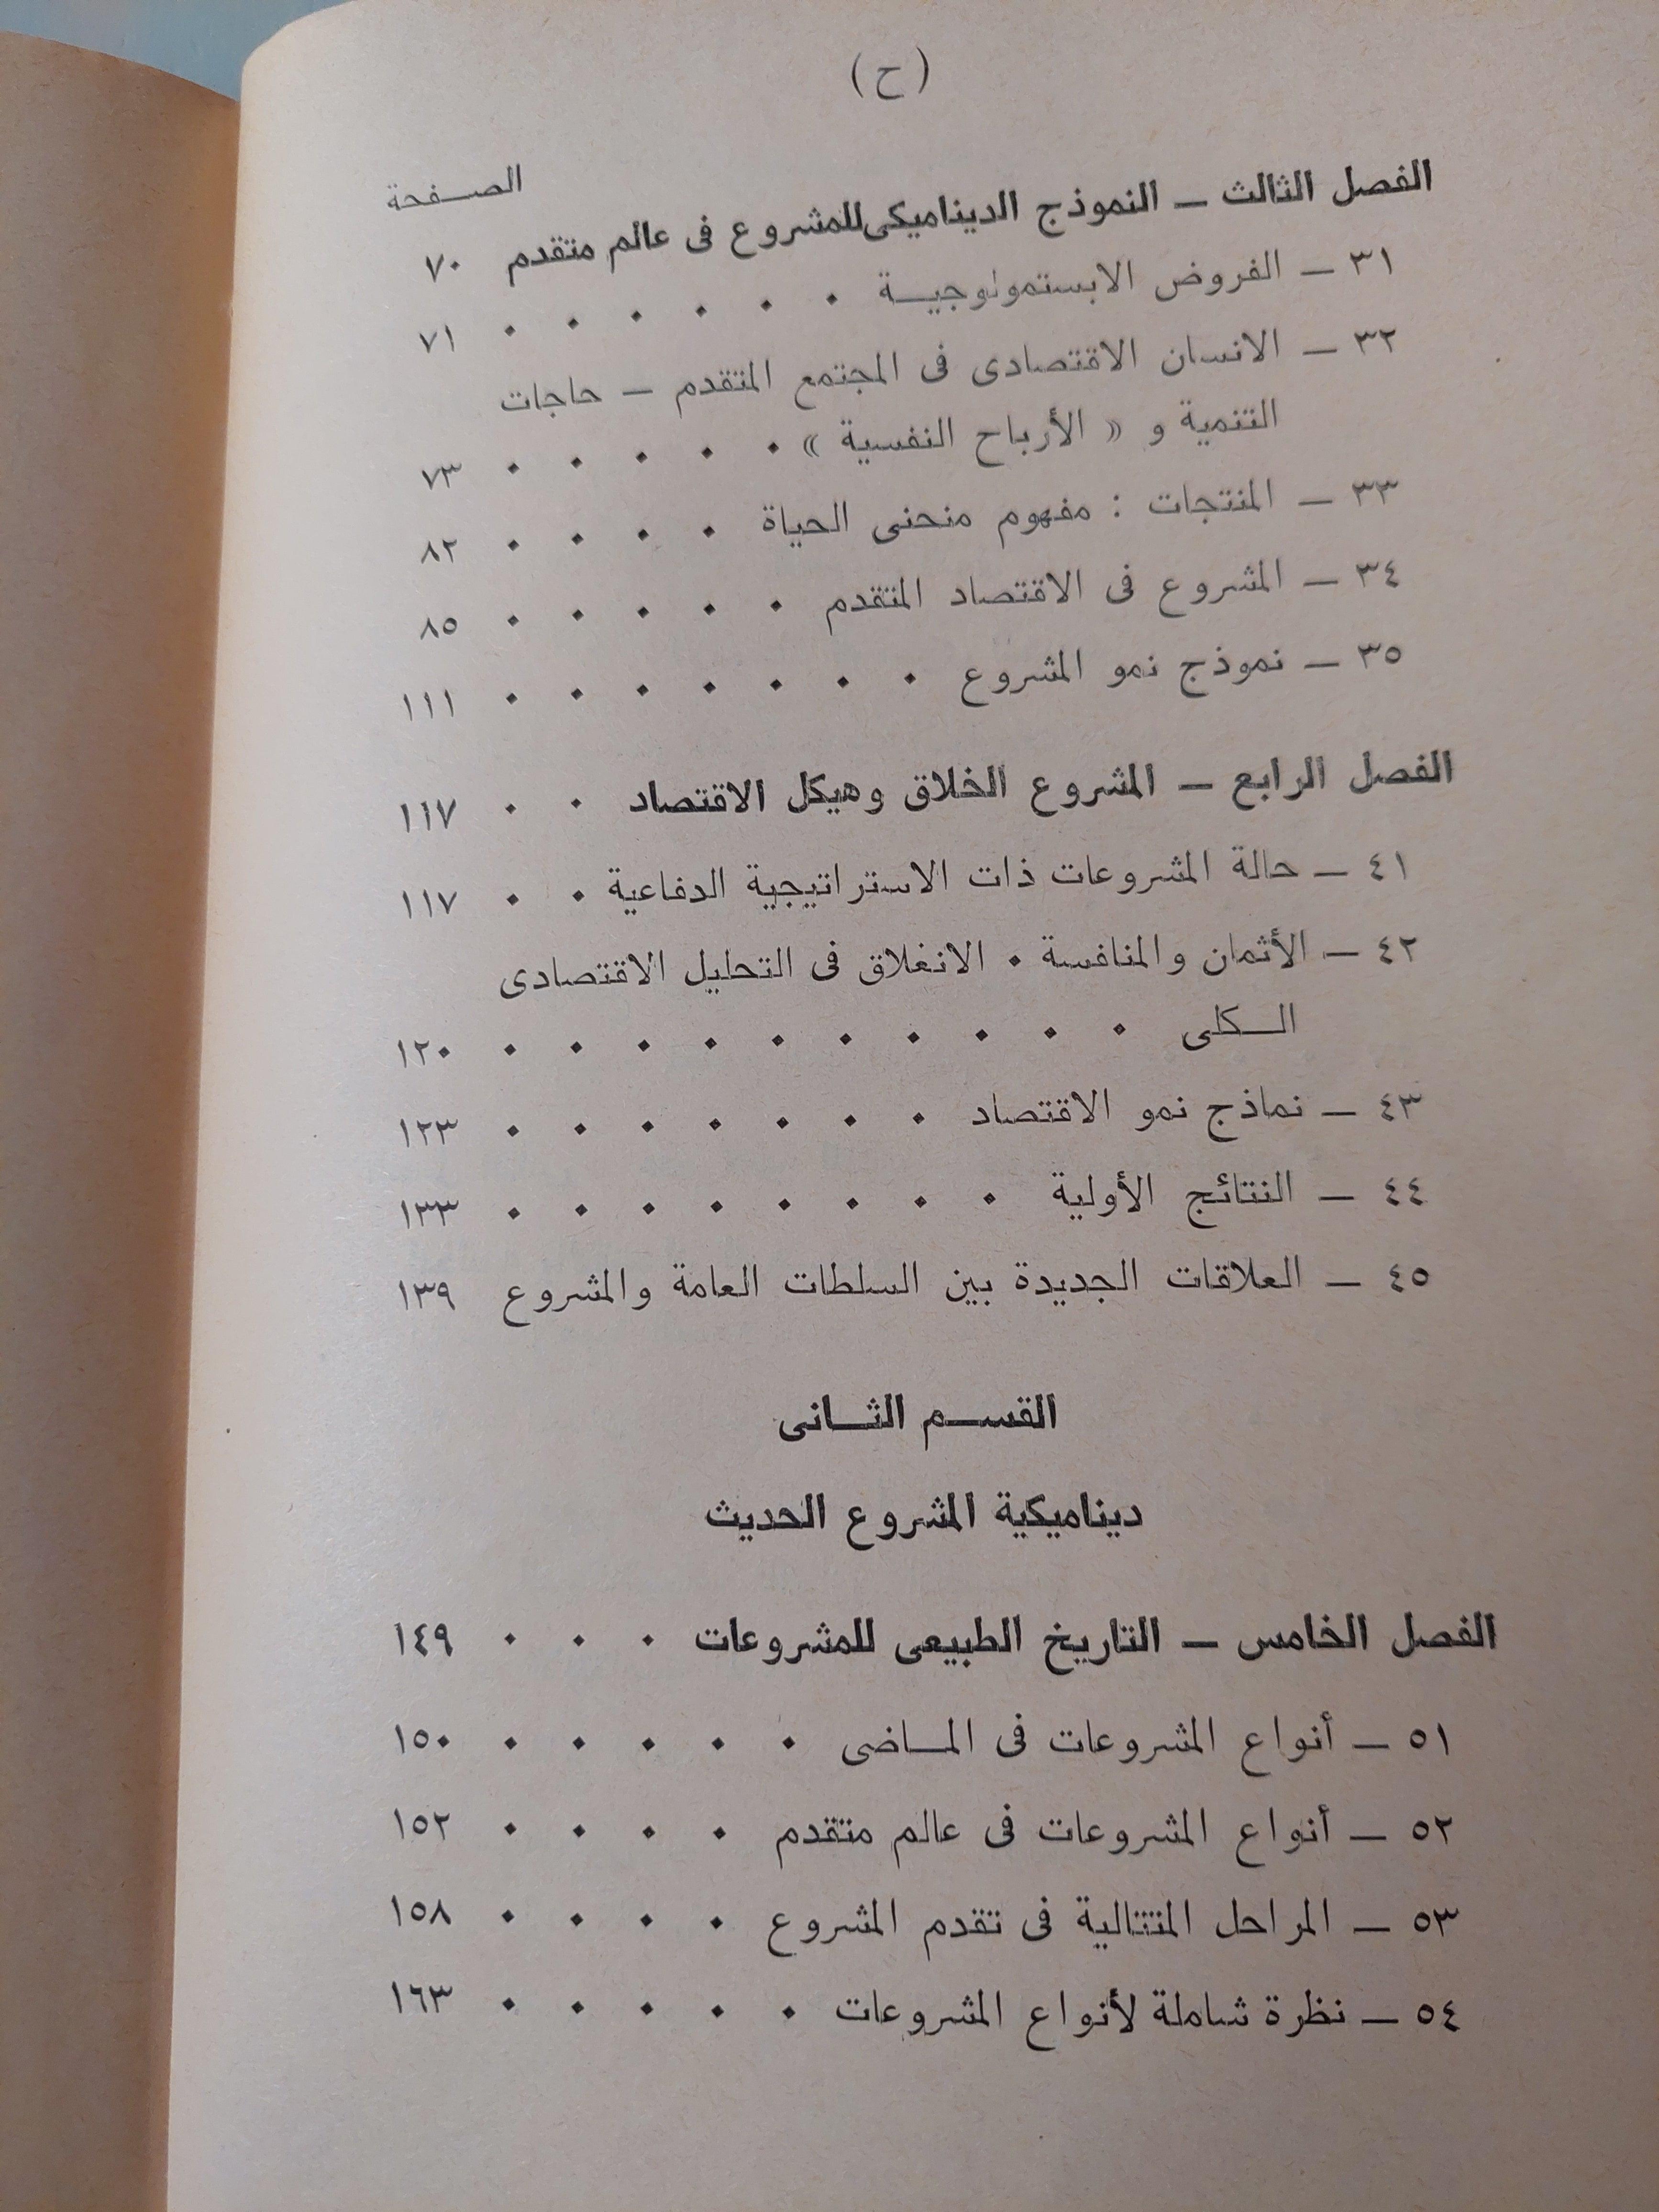 (ح)
الصفحة
الفصل الثالث — النموذج الديناميكى للمشروع فى عالم متقدم ٧٠
٣١ — الفروض الابستمولوجية . . . . . . ٧١
٣٢ — الانسان الاقتصادى فى المجتمع المتقدم — حاجات
التنمية و « الأرباح النفسية » . . . . . ٧٣
٣٣ — المنتجات : مفهوم منحنى الحياة . . . . ٨٢
٣٤ — المشروع فى الاقتصاد المتقدم . . . . . ٨٥
٣٥ — نموذج نمو المشروع . . . . . . . ١١١
الفصل الرابع — المشروع الخلاق وهيكل الاقتصاد . . ١١٧
٤١ — حالة المشروعات ذات الاستراتيجية الدفاعية . . ١١٧
٤٢ — الأثمان والمنافسة . الانغلاق فى التحليل الاقتصادى
الكلى . . . . . . . . . . ١٢٠
٤٣ — نماذج نمو الاقتصاد . . . . . . . ١٢٣
٤٤ — النتائج الأولية . . . . . . . . ١٣٣
٤٥ — العلاقات الجديدة بين السلطات العامة والمشروع ١٣٩
القسم الثانى
ديناميكية المشروع الحديث
الفصل الخامس — التاريخ الطبيعى للمشروعات . . . ١٤٩
٥١ — أنواع المشروعات فى الماضى . . . . . ١٥٠
٥٢ — أنواع المشروعات فى عالم متقدم . . . . ١٥٢
٥٣ — المراحل المتتالية فى تقدم المشروع . . . . ١٥٨
٥٤ — نظرة شاملة لأنواع المشروعات . . . . . ١٦٣